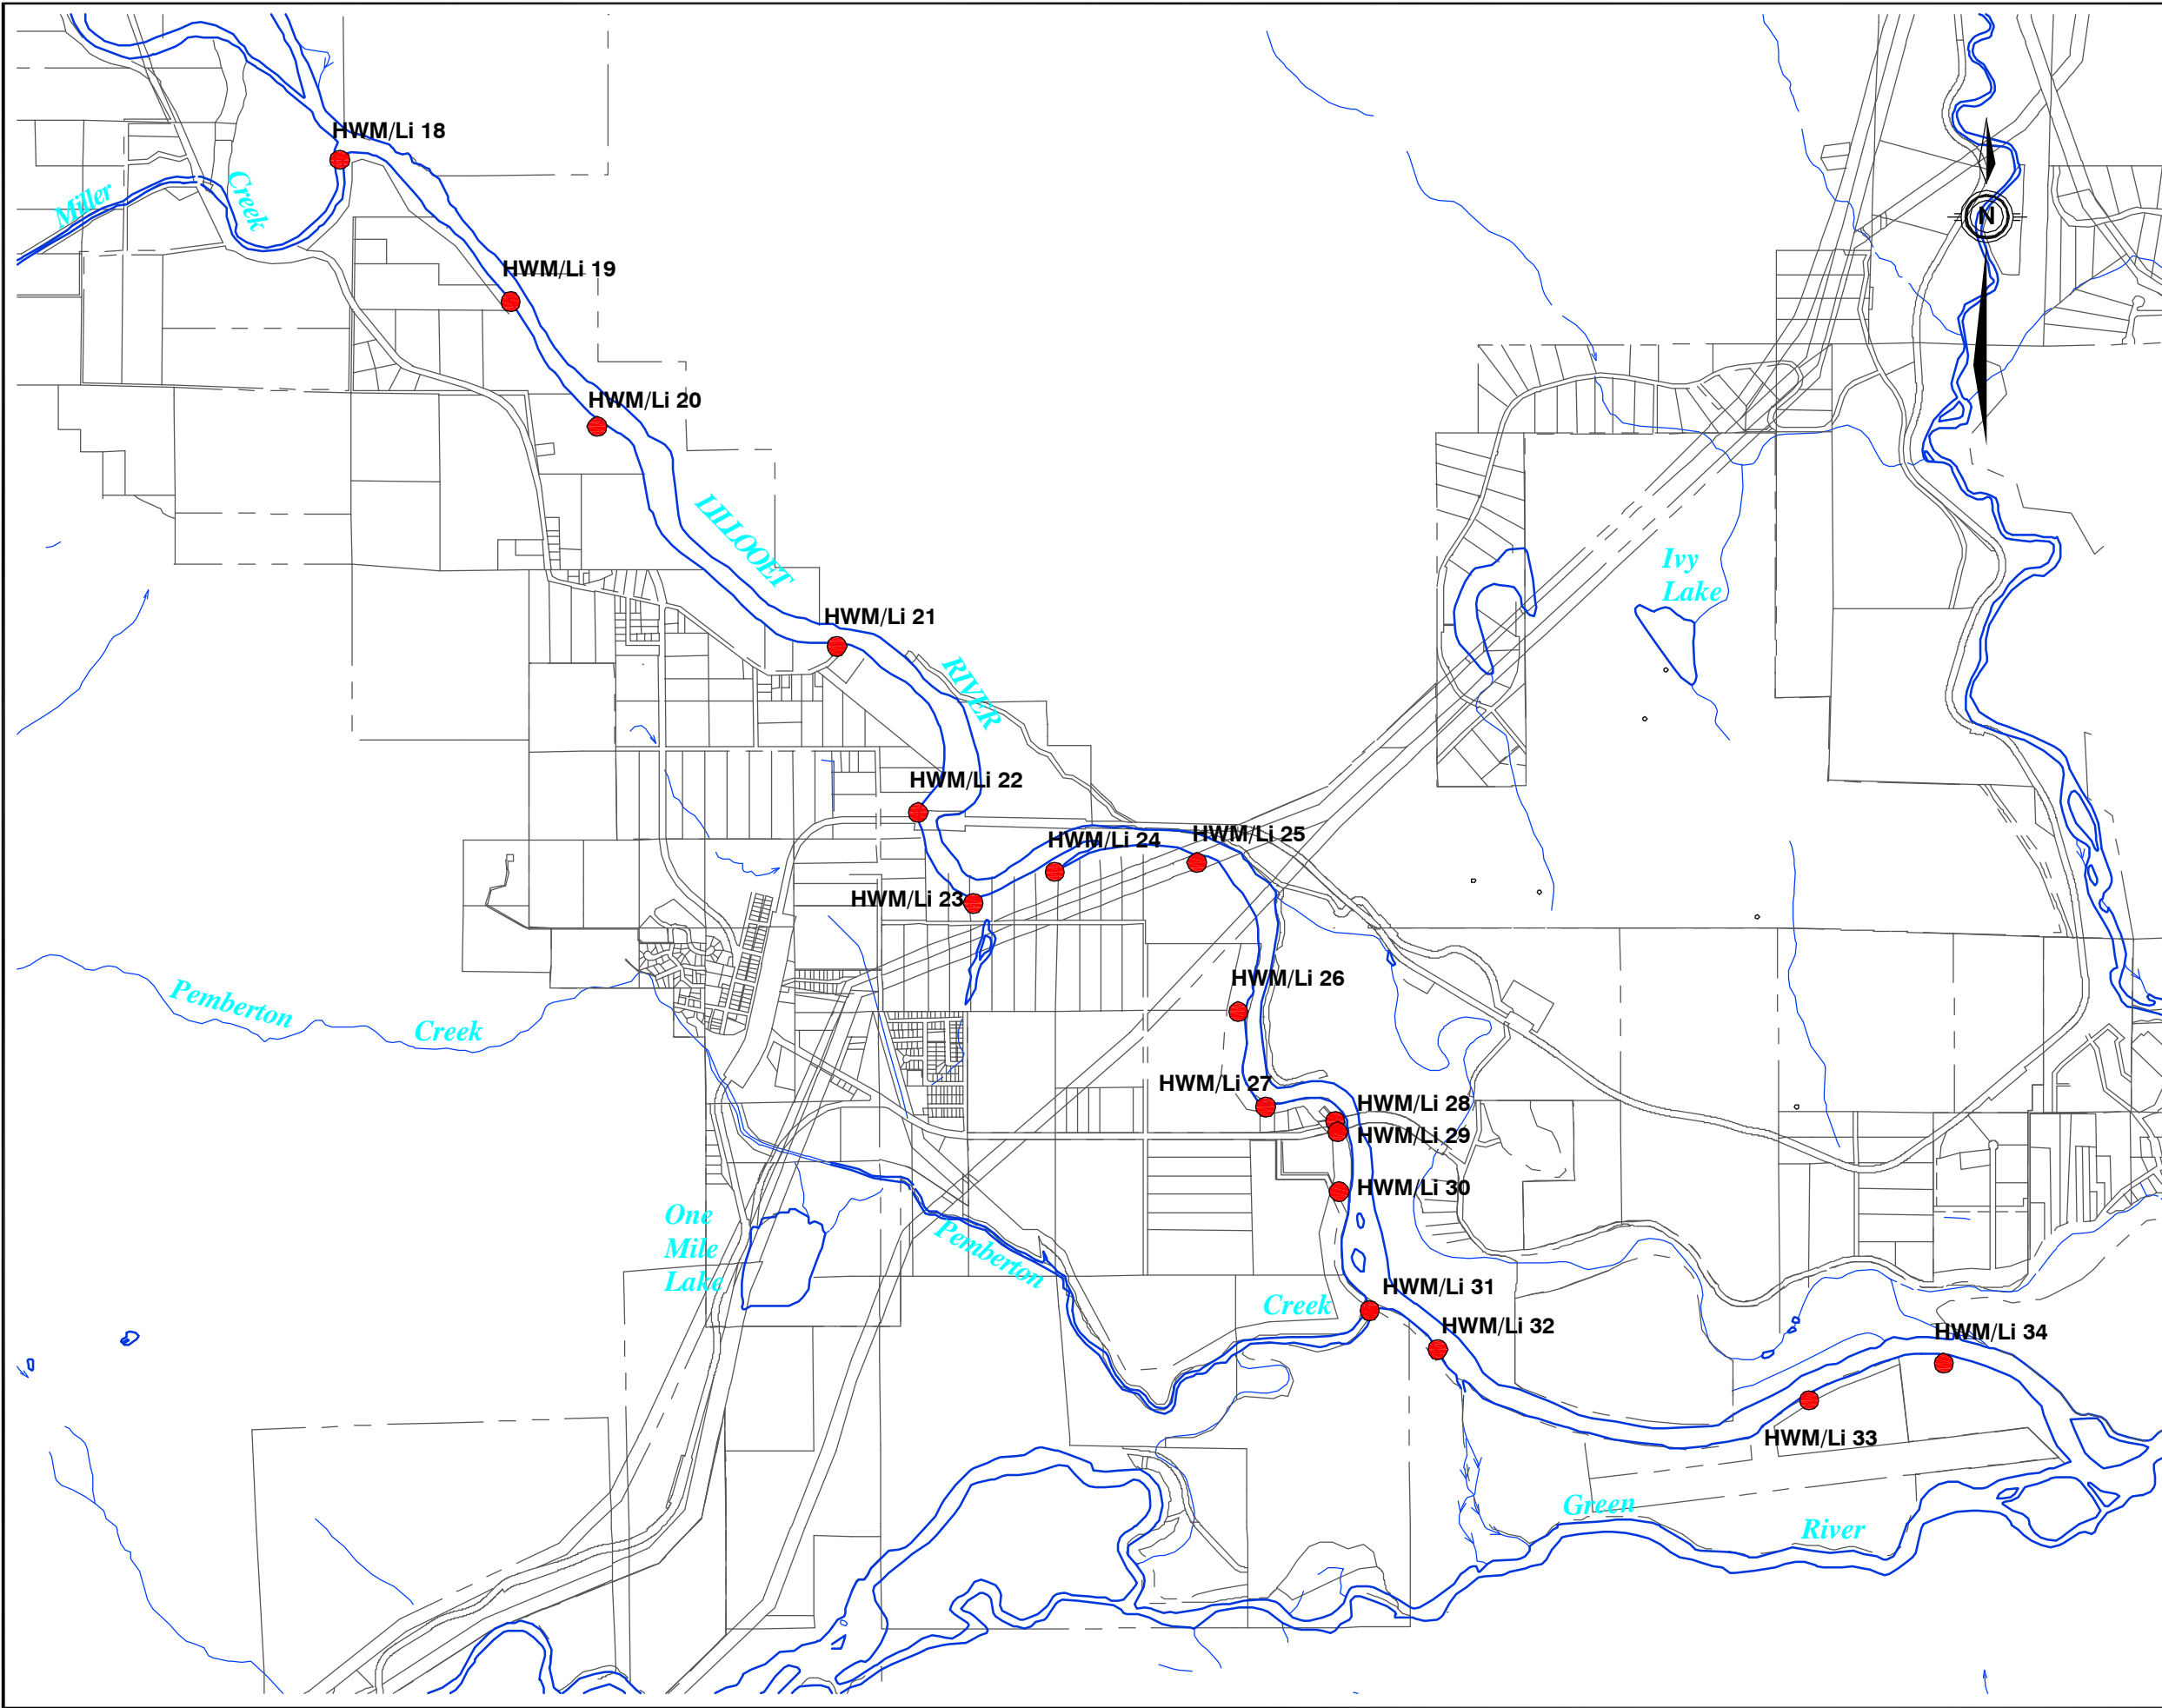 HWM/Li 18
Miller
Creek
N
HWM/Li 19
HWM/Li 20
LILLOOET
Ivy
Lake
HWM/Li 21
RIVER
HWM/Li 22
HWM/Li 24
HWM/Li 25
HWM/Li 23
HWM/Li 26
Pemberton
Creek
HWM/Li 27
HWM/Li 28
HWM/Li 29
HWM/Li 30
One
Mile
Lake
Pemberton
Creek
HWM/Li 31
HWM/Li 32
HWM/Li 34
HWM/Li 33
Green
River